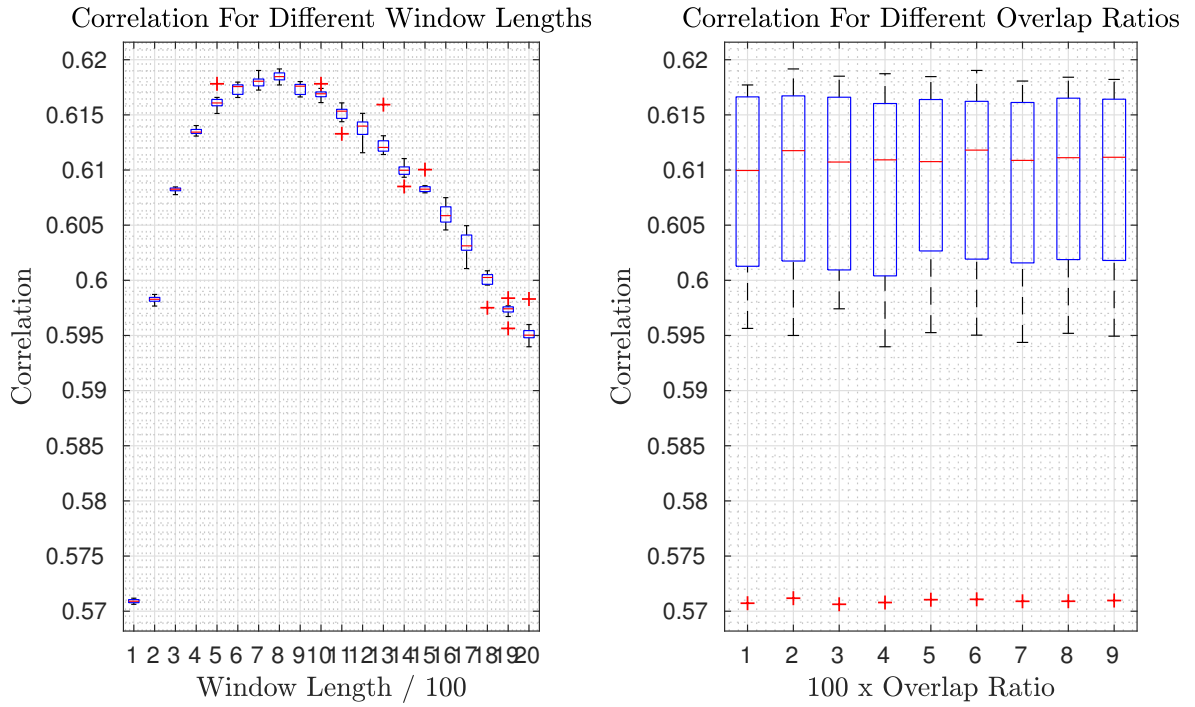 Correlation For Different Window Lengths
0.62
0.615
0.61
0.605
0.6
0.595
0.59
0.585
0.58
0.575
0.57
Correlation
1 2 3 4 5 6 7 8 9 10 11 12 13 14 15 16 17 18 19 20
Window Length / 100
Correlation For Different Overlap Ratios
0.62
0.615
0.61
0.605
0.6
0.595
0.59
0.585
0.58
0.575
0.57
Correlation
1 2 3 4 5 6 7 8 9
100 x Overlap Ratio